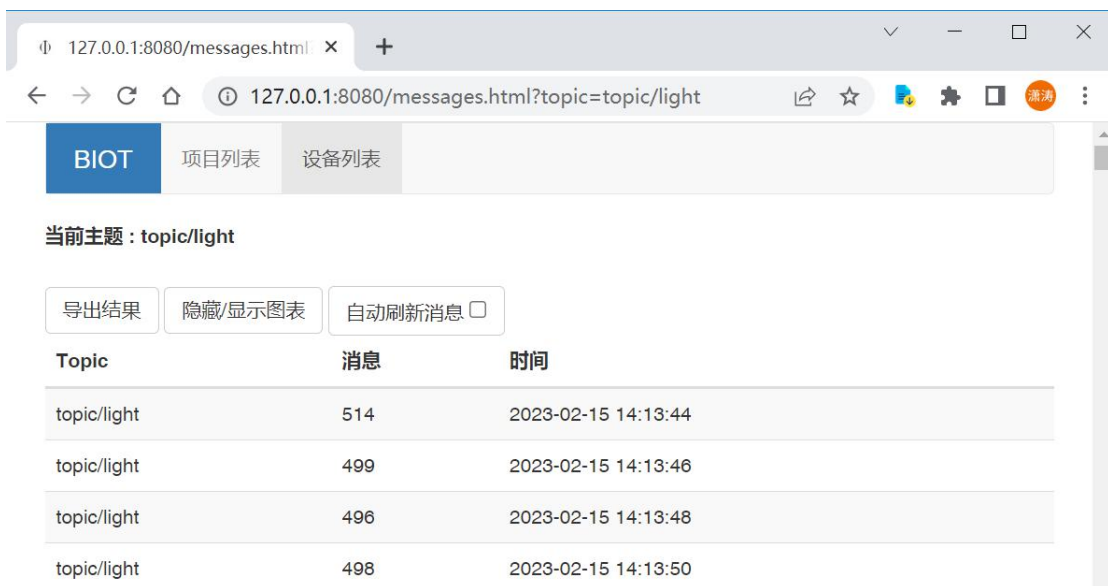 127.0.0.1:8080/messages.html
127.0.0.1:8080/messages.html?topic=topic/light
潇涛
BIOT 项目列表 设备列表
当前主题 : topic/light
导出结果 隐藏/显示图表 自动刷新消息
Topic 消息 时间
topic/light 514 2023-02-15 14:13:44
topic/light 499 2023-02-15 14:13:46
topic/light 496 2023-02-15 14:13:48
topic/light 498 2023-02-15 14:13:50